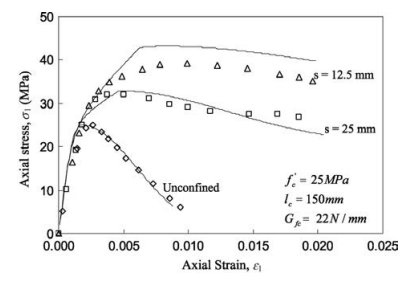 Axial stress, σ₁ (MPa)
50
40
30
20
10
0
s = 12.5 mm
s = 25 mm
Unconfined
f'c = 25MPa
lc = 150mm
Gfc = 22N / mm
0.000 0.005 0.010 0.015 0.020 0.025
Axial Strain, ε₁